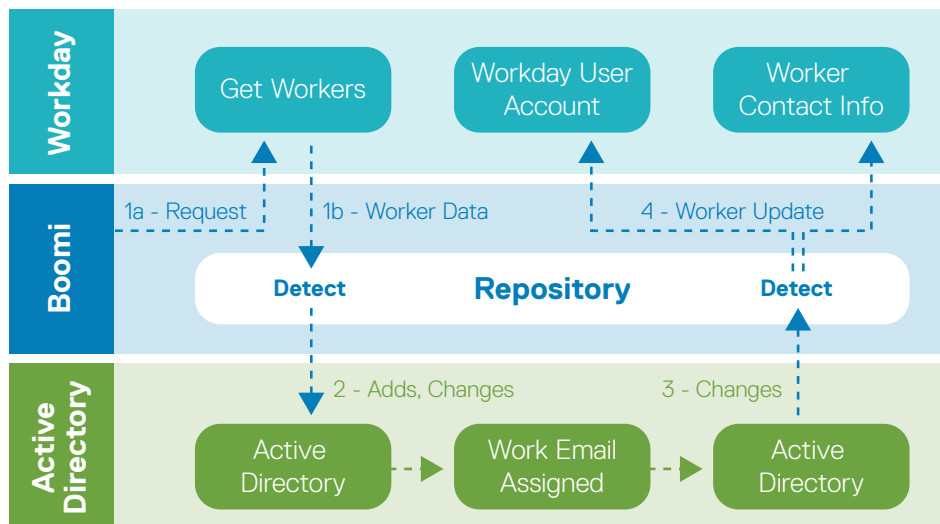 Workday
Get Workers
Workday User
Account
Worker
Contact Info
Boomi
1a - Request
1b - Worker Data
4 - Worker Update
Detect
Repository
Detect
Active
Directory
2 - Adds, Changes
3 - Changes
Active
Directory
Work Email
Assigned
Active
Directory